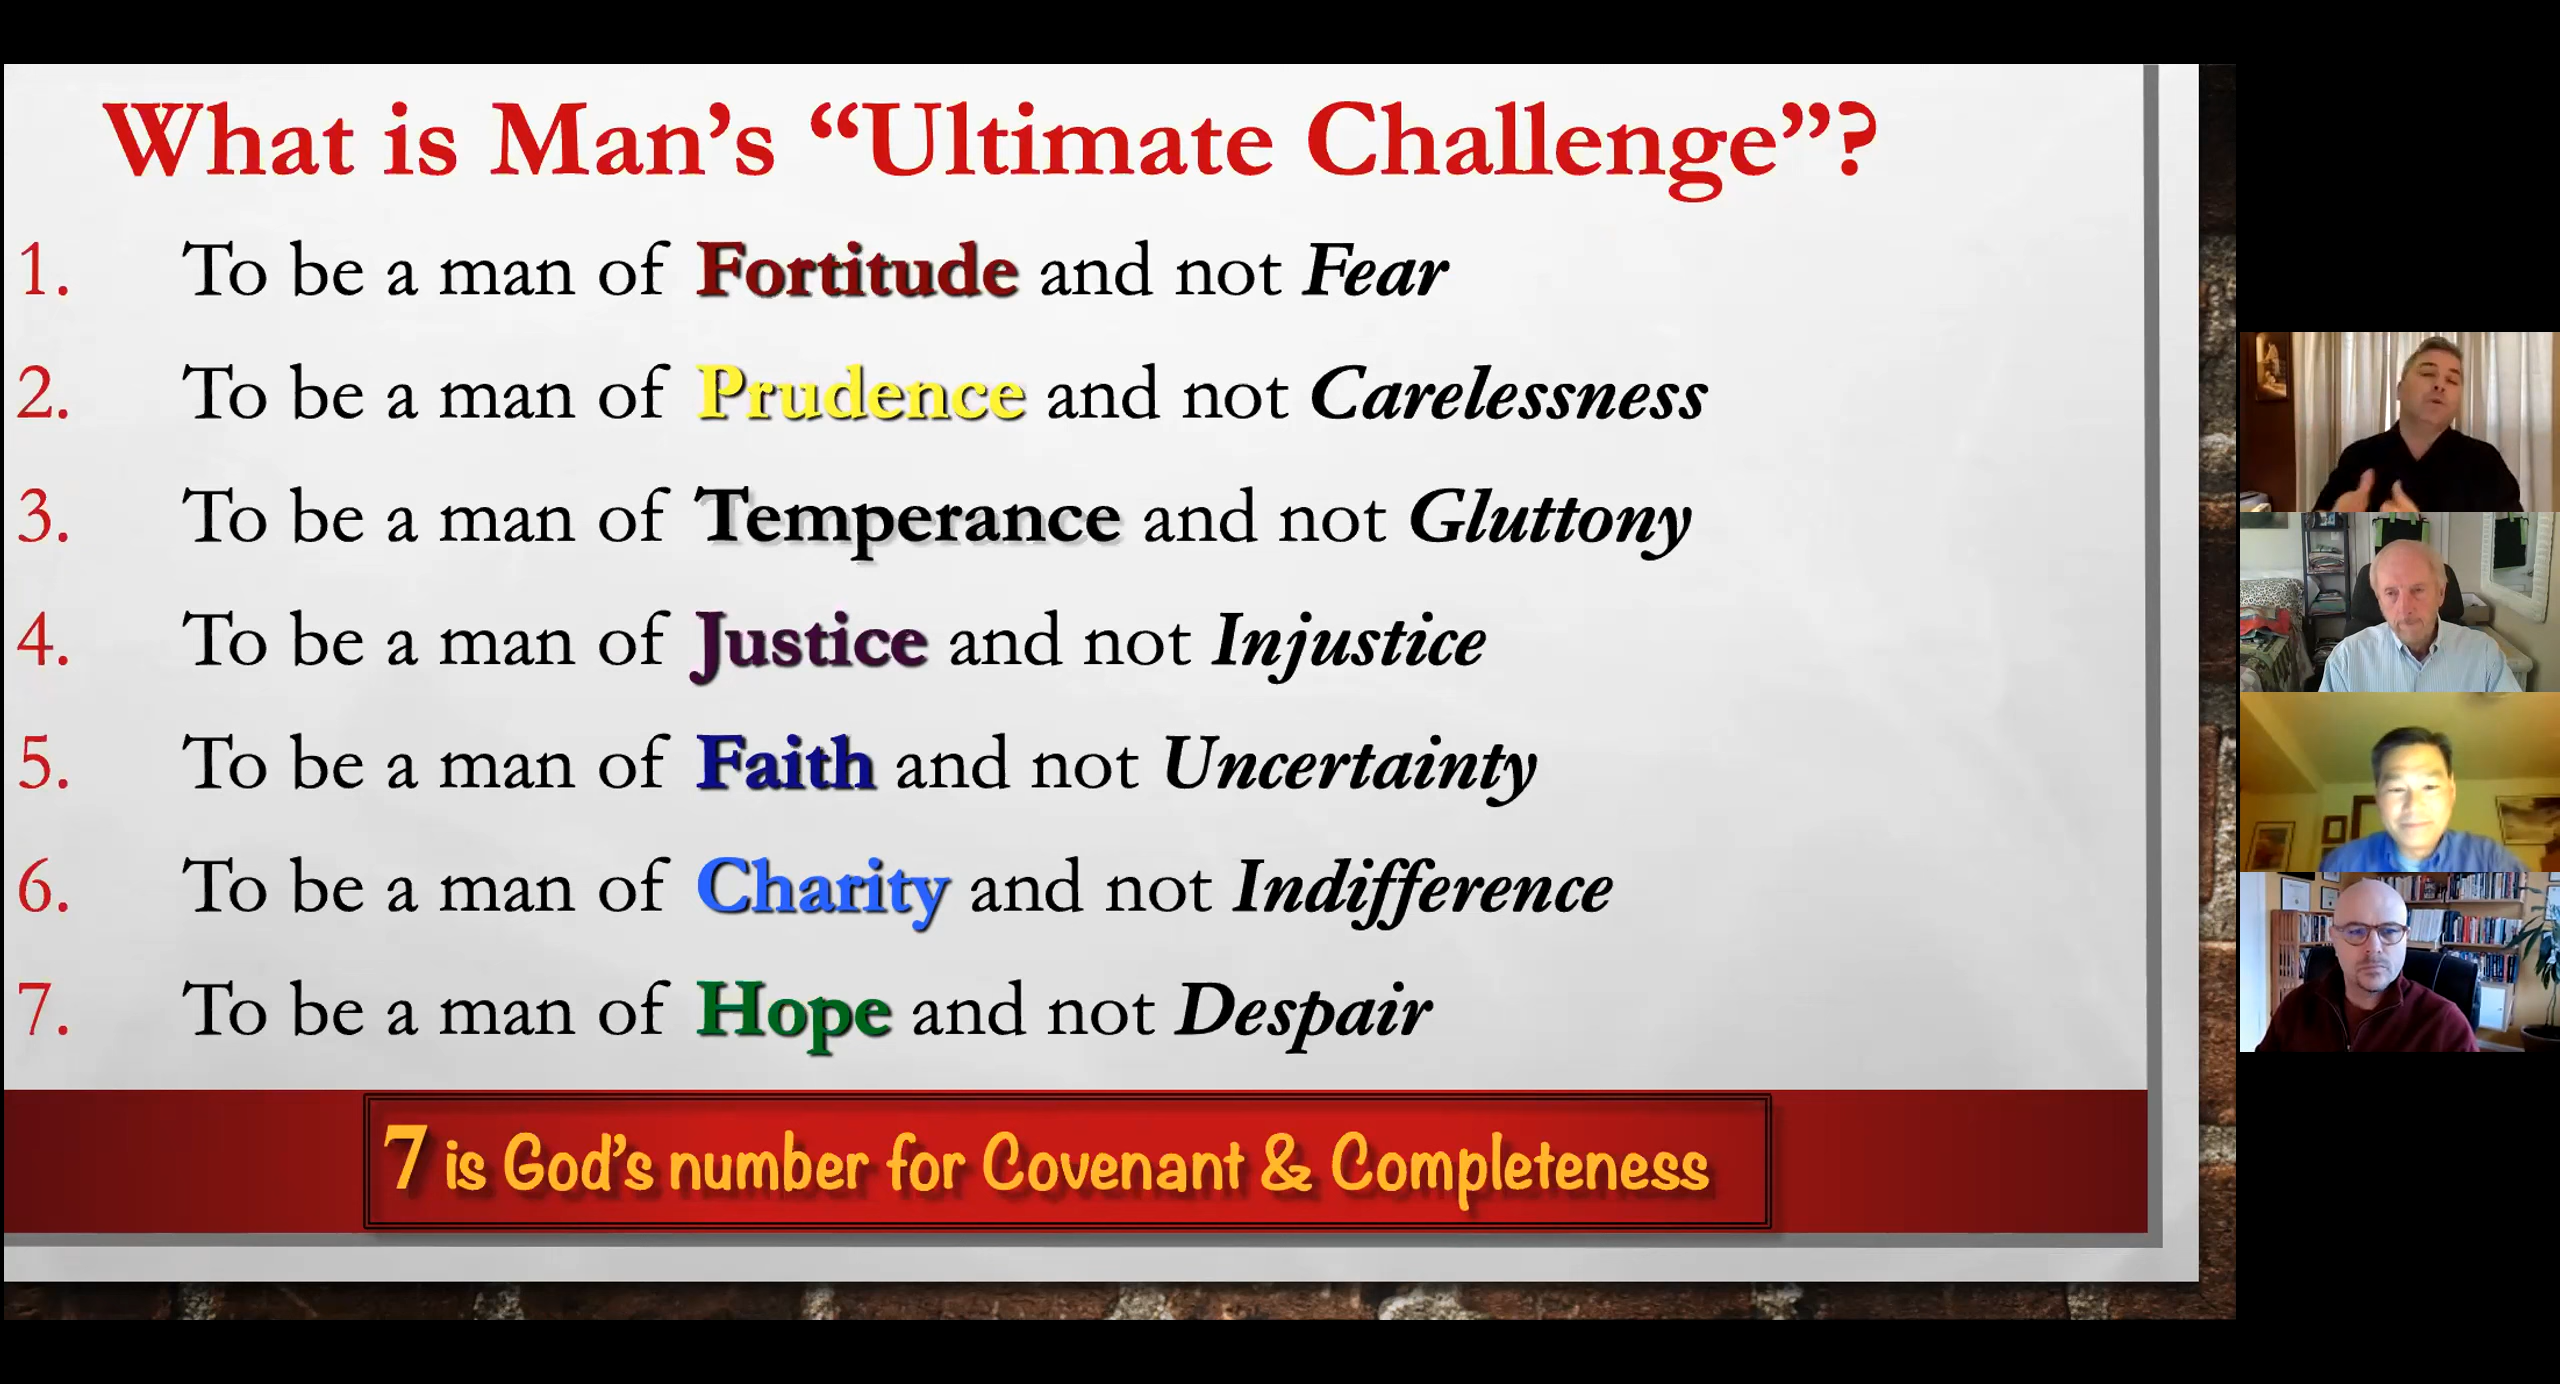 What is Man’s “Ultimate Challenge”?
1. To be a man of Fortitude and not Fear
2. To be a man of Prudence and not Carelessness
3. To be a man of Temperance and not Gluttony
4. To be a man of Justice and not Injustice
5. To be a man of Faith and not Uncertainty
6. To be a man of Charity and not Indifference
7. To be a man of Hope and not Despair
7 is God’s number for Covenant & Completeness